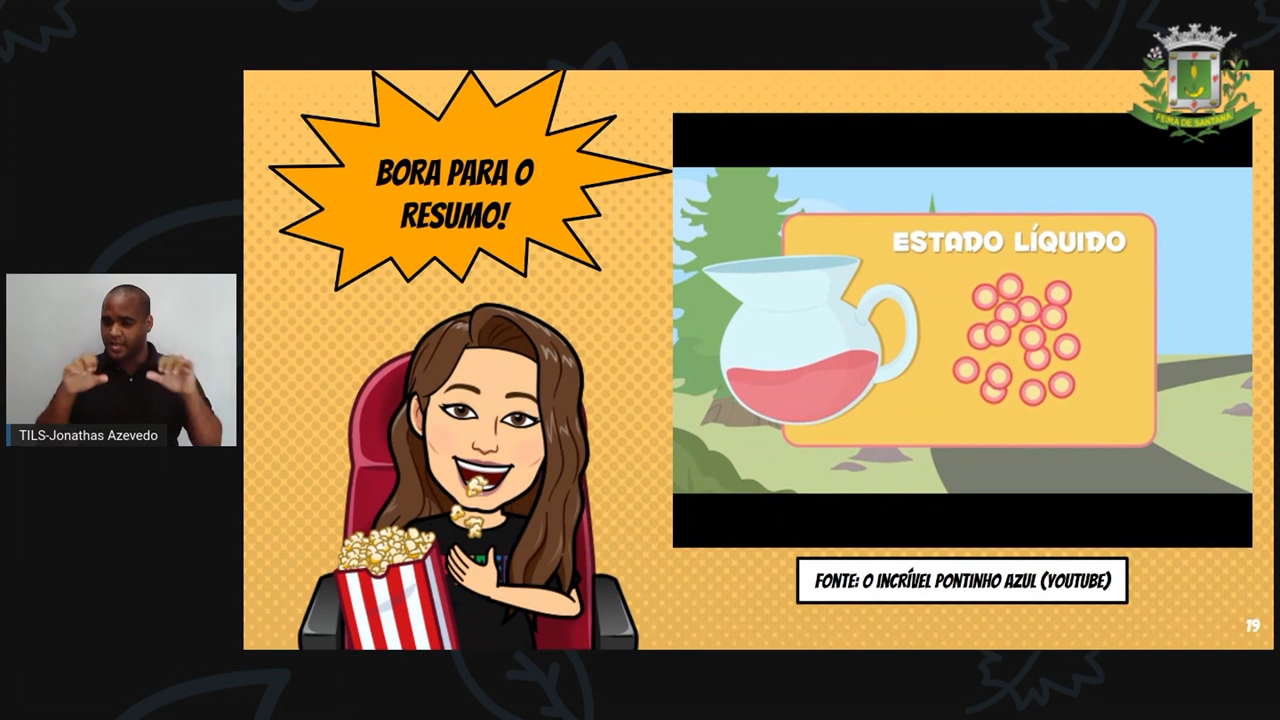 FEIRA DE SANTANA
BORA PARA O
RESUMO!
ESTADO LÍQUIDO
TILS-Jonathas Azevedo
FONTE: O INCRÍVEL PONTINHO AZUL (YOUTUBE)
19